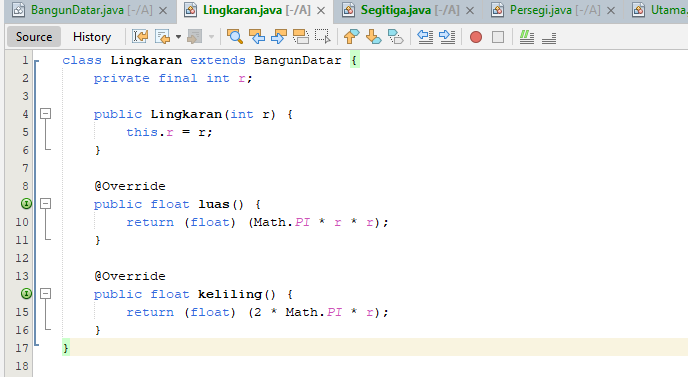 BangunDatar.java [-/A] × Lingkaran.java [-/A] × Segitiga.java [-/A] × Persegi.java [-/A] × Utama.
Source History
1 class Lingkaran extends BangunDatar {
2     private final int r;
3
4     public Lingkaran(int r) {
5         this.r = r;
6     }
7
8     @Override
public float luas() {
10         return (float) (Math.PI * r * r);
11     }
12
13     @Override
public float keliling() {
15         return (float) (2 * Math.PI * r);
16     }
17 }
18